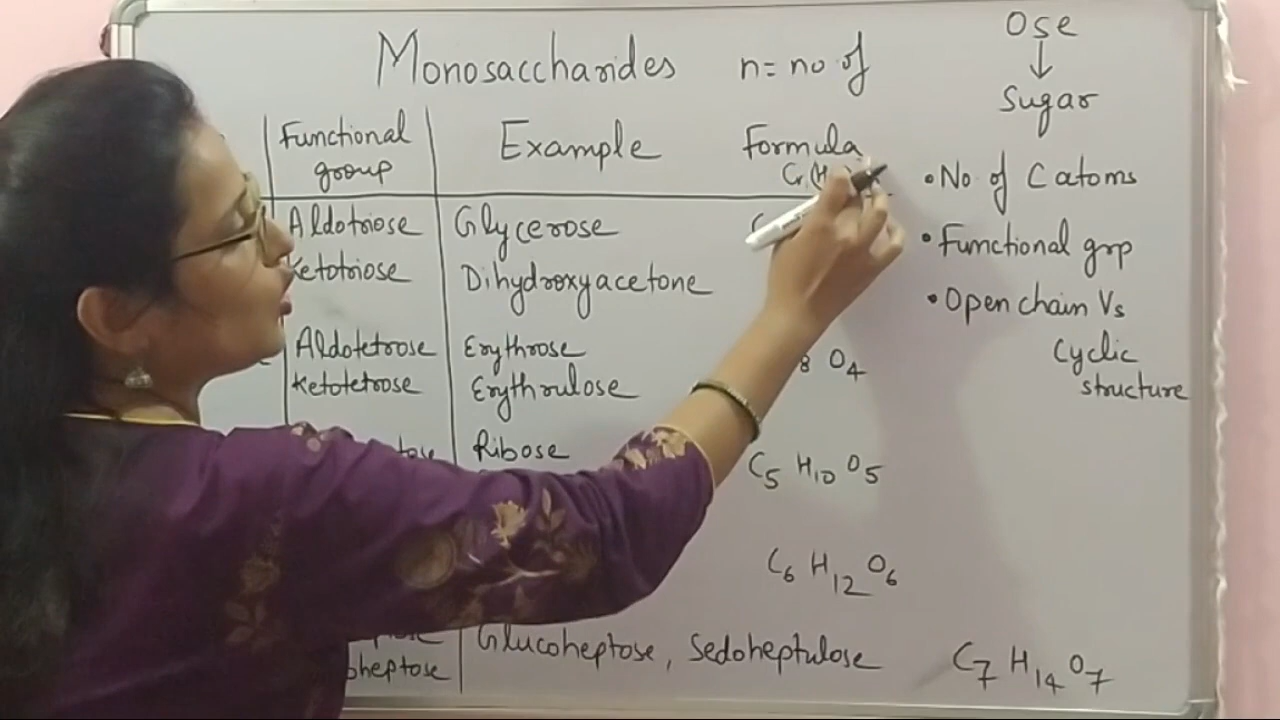 Monosaccharides n= no of
Ose
↓
Sugar
Functional
group
Example
Formula
• No of C atoms
• Functional grp
• Open chain Vs
Cyclic
structure
Aldotriose Glycerose
Ketotriose Dihydroxyacetone
Aldotetrose Erythrose
Ketotetrose Erythrulose
8 O4
Ribose
C5 H10 O5
C6 H12 O6
Glucoheptose, Sedoheptulose
C7 H14 O7